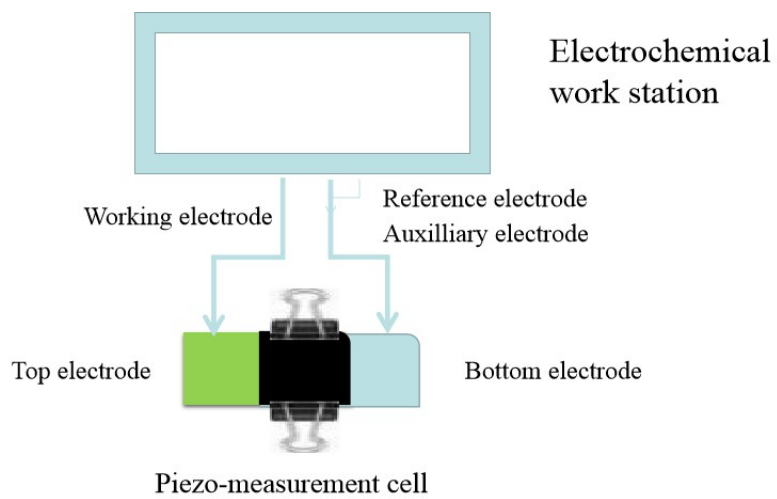 Electrochemical
work station
Working electrode
Reference electrode
Auxilliary electrode
Top electrode
Bottom electrode
Piezo-measurement cell